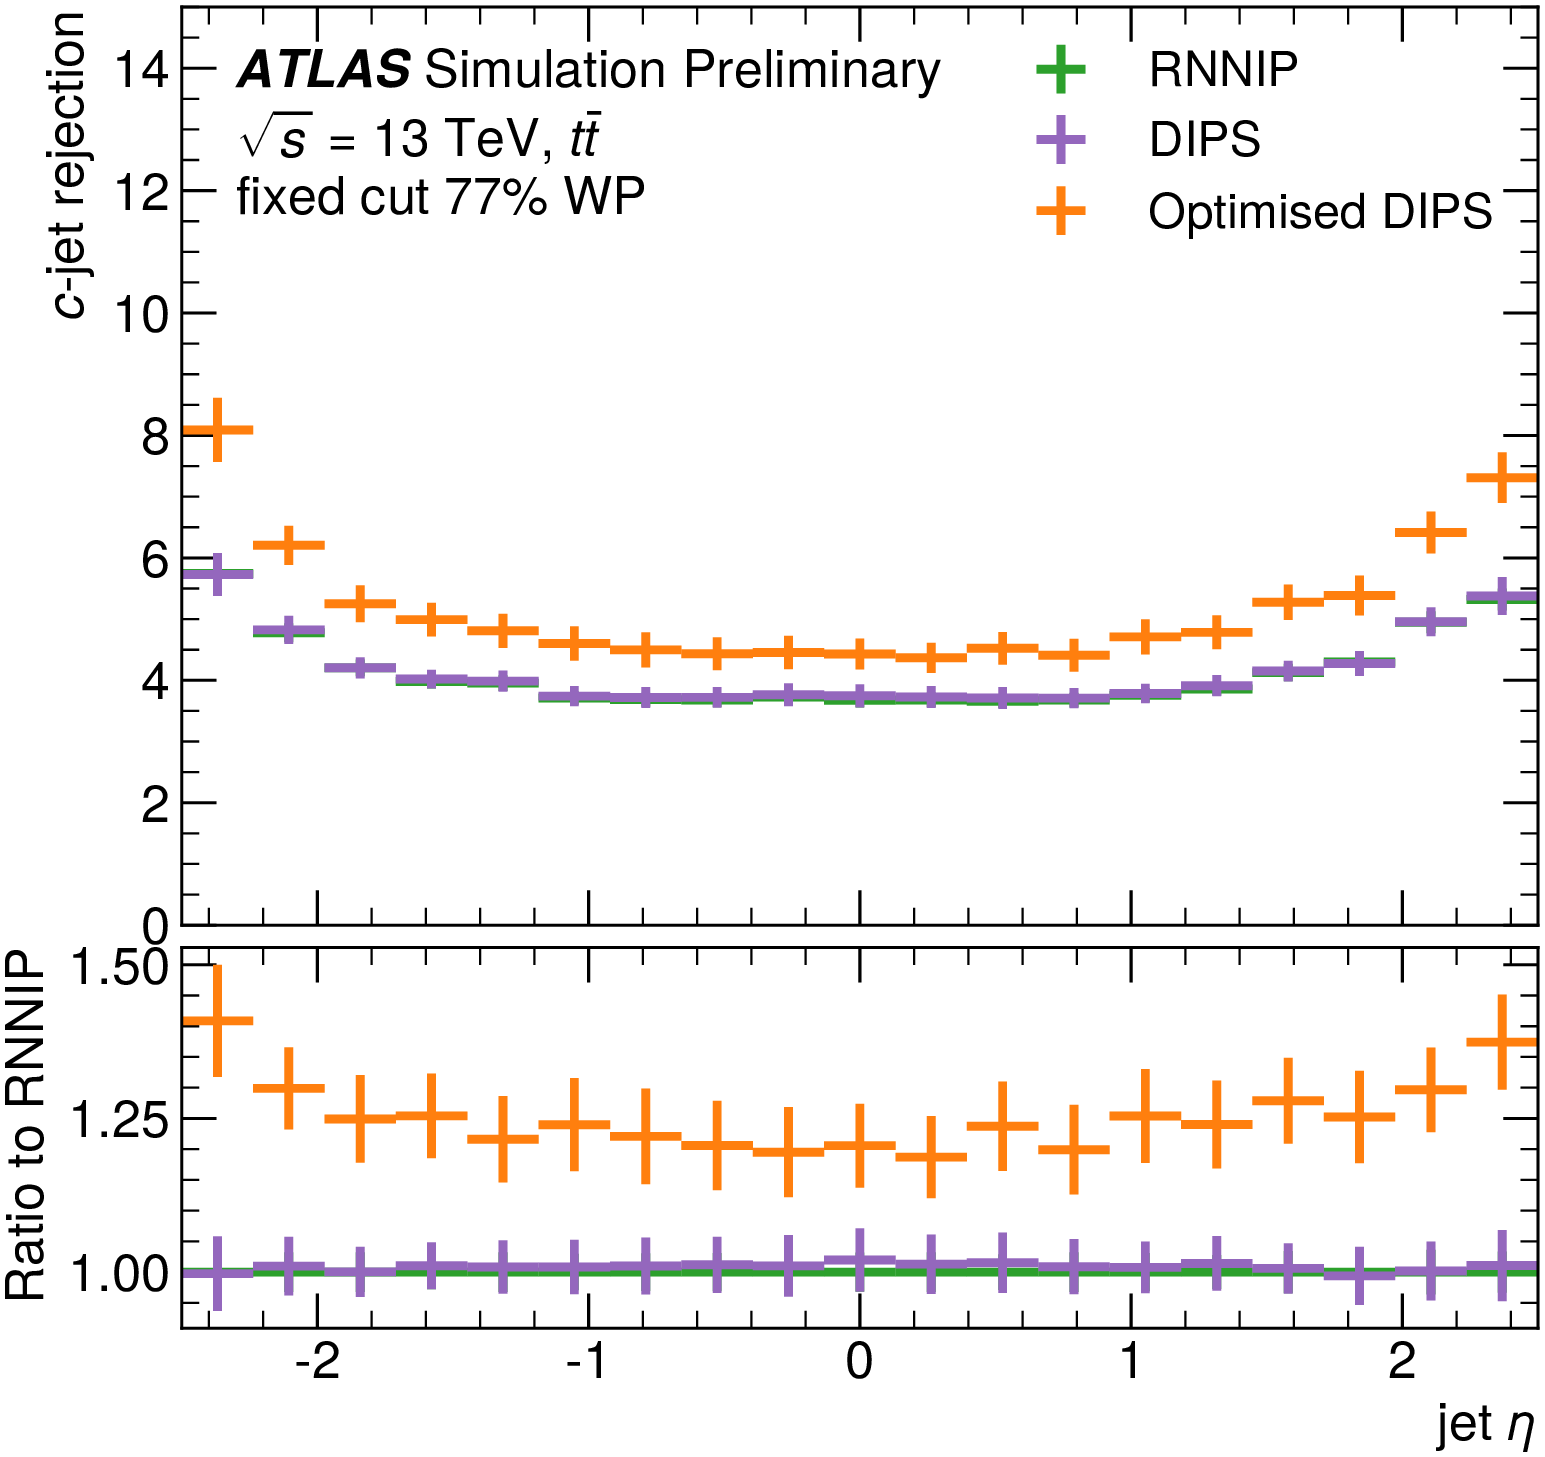 c-jet rejection
14
12
10
8
6
4
2
0
ATLAS Simulation Preliminary
√s = 13 TeV, tt̄
fixed cut 77% WP
RNNIP
DIPS
Optimised DIPS
Ratio to RNNIP
1.50
1.25
1.00
-2 -1 0 1 2
jet η